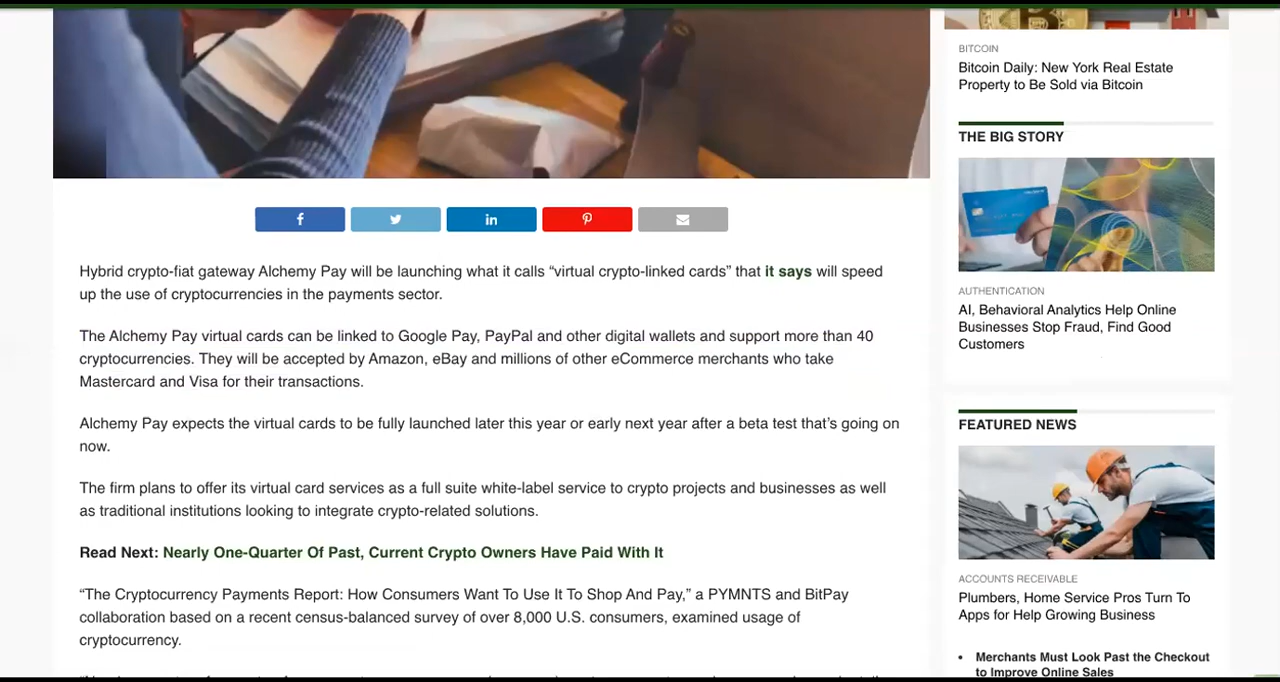 Hybrid crypto-fiat gateway Alchemy Pay will be launching what it calls “virtual crypto-linked cards” that it says will speed
up the use of cryptocurrencies in the payments sector.
The Alchemy Pay virtual cards can be linked to Google Pay, PayPal and other digital wallets and support more than 40
cryptocurrencies. They will be accepted by Amazon, eBay and millions of other eCommerce merchants who take
Mastercard and Visa for their transactions.
Alchemy Pay expects the virtual cards to be fully launched later this year or early next year after a beta test that’s going on
now.
The firm plans to offer its virtual card services as a full suite white-label service to crypto projects and businesses as well
as traditional institutions looking to integrate crypto-related solutions.
Read Next: Nearly One-Quarter Of Past, Current Crypto Owners Have Paid With It
“The Cryptocurrency Payments Report: How Consumers Want To Use It To Shop And Pay,” a PYMNTS and BitPay
collaboration based on a recent census-balanced survey of over 8,000 U.S. consumers, examined usage of
cryptocurrency.
BITCOIN
Bitcoin Daily: New York Real Estate
Property to Be Sold via Bitcoin
THE BIG STORY
AUTHENTICATION
AI, Behavioral Analytics Help Online
Businesses Stop Fraud, Find Good
Customers
FEATURED NEWS
ACCOUNTS RECEIVABLE
Plumbers, Home Service Pros Turn To
Apps for Help Growing Business
• Merchants Must Look Past the Checkout
to Improve Online Sales